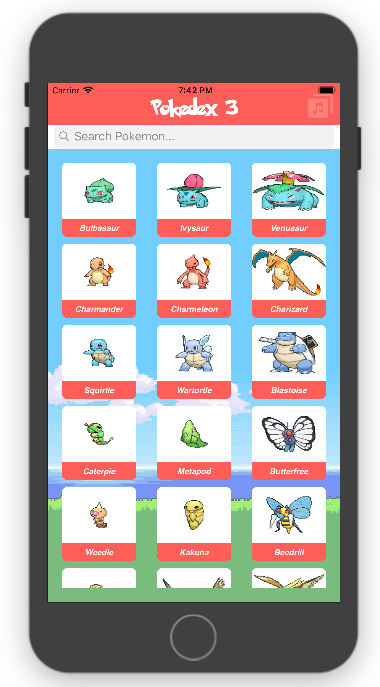 Carrier 7:42 PM
Pokedex 3
Search Pokemon...
Bulbasaur Ivysaur Venusaur
Charmander Charmeleon Charizard
Squirtle Wartortle Blastoise
Caterpie Metapod Butterfree
Weedle Kakuna Beedrill